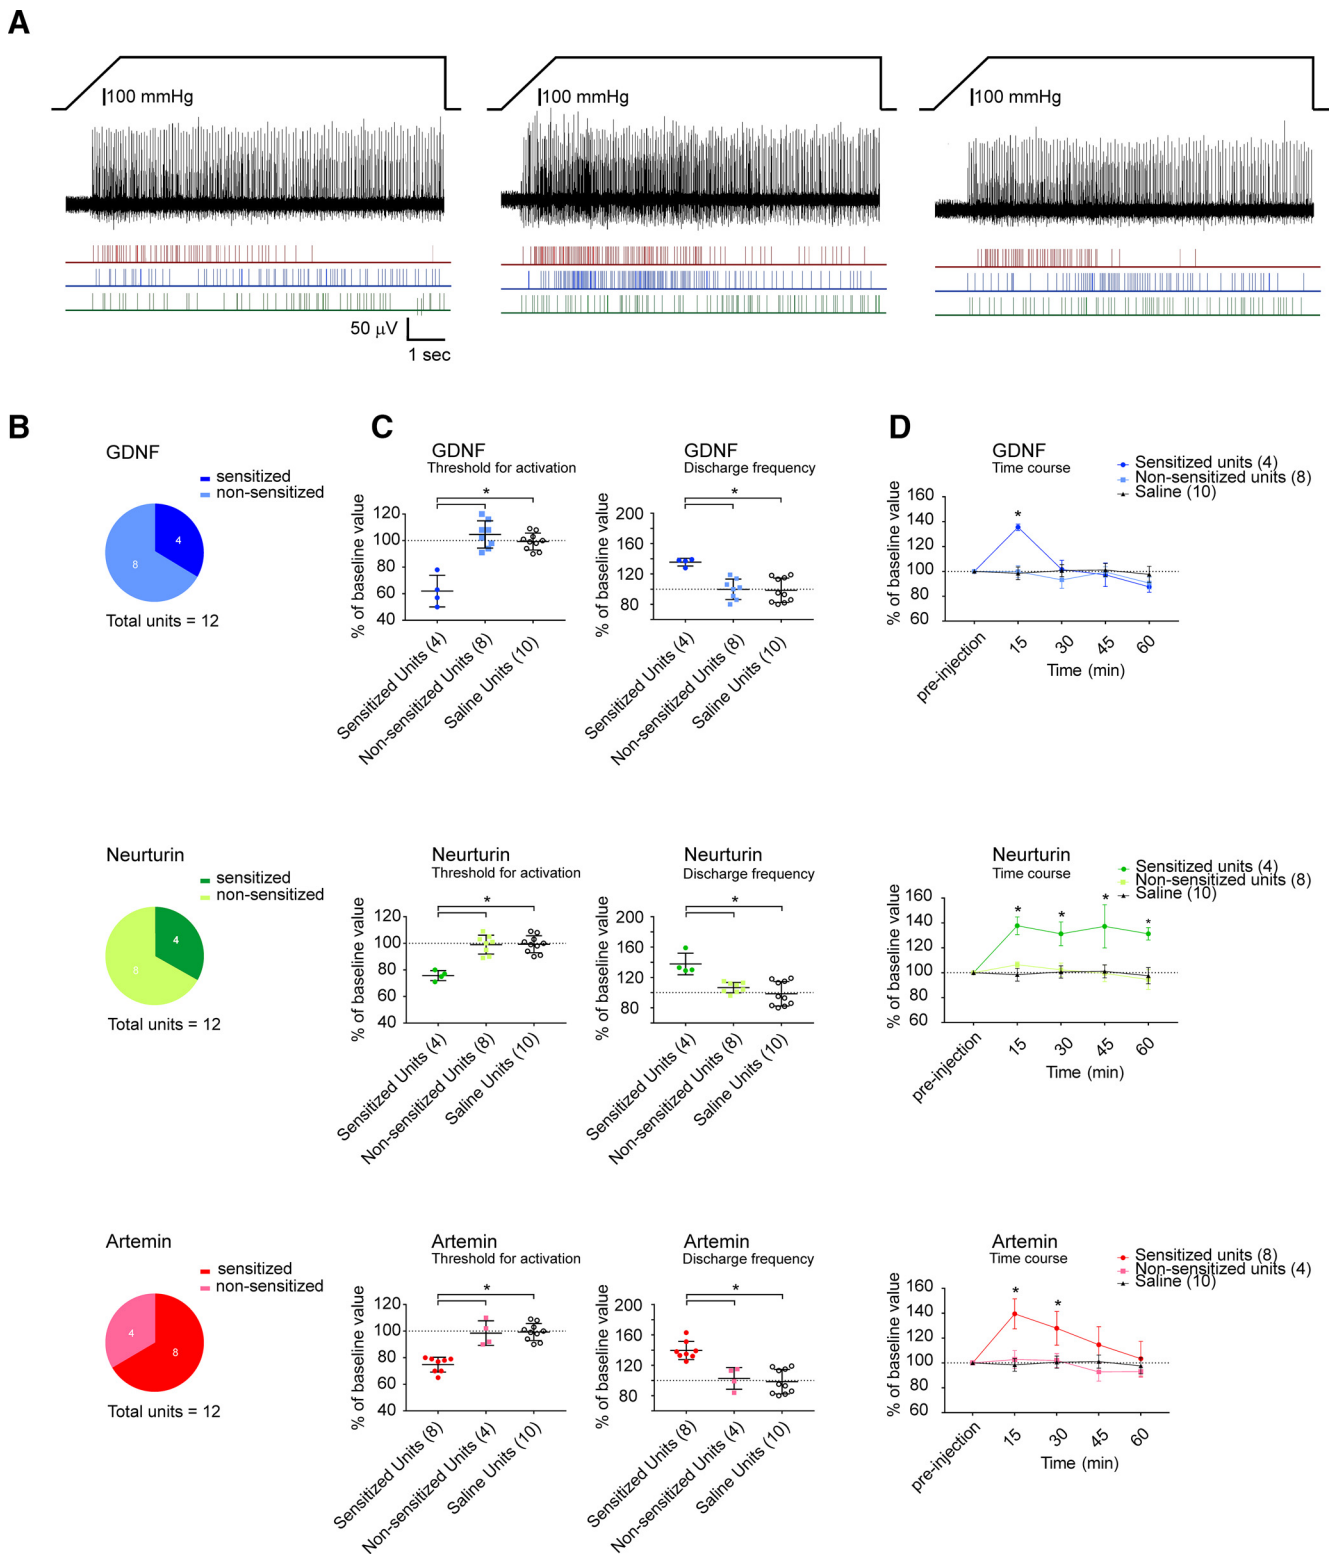 A
100 mmHg
100 mmHg
100 mmHg
50 µV
1 sec
B
GDNF
sensitized
non-sensitized
4
8
Total units = 12
C
GDNF
Threshold for activation
% of baseline value
120
100
80
60
40
Sensitized Units (4)
Non-sensitized Units (8)
Saline Units (10)
*
GDNF
Discharge frequency
% of baseline value
200
160
120
80
Sensitized Units (4)
Non-sensitized Units (8)
Saline Units (10)
*
D
GDNF
Time course
Sensitized units (4)
Non-sensitized units (8)
Saline (10)
% of baseline value
160
140
120
100
80
60
*
pre-injection
15
30
45
60
Time (min)
Neurturin
sensitized
non-sensitized
4
8
Total units = 12
Neurturin
Threshold for activation
% of baseline value
120
100
80
60
40
Sensitized Units (4)
Non-sensitized Units (8)
Saline Units (10)
*
Neurturin
Discharge frequency
% of baseline value
200
160
120
80
Sensitized Units (4)
Non-sensitized Units (8)
Saline Units (10)
*
Neurturin
Time course
Sensitized units (4)
Non-sensitized units (8)
Saline (10)
% of baseline value
160
140
120
100
80
60
* * * *
pre-injection
15
30
45
60
Time (min)
Artemin
sensitized
non-sensitized
4
8
Total units = 12
Artemin
Threshold for activation
% of baseline value
120
100
80
60
40
Sensitized Units (8)
Non-sensitized Units (4)
Saline Units (10)
*
Artemin
Discharge frequency
% of baseline value
200
160
120
80
Sensitized Units (8)
Non-sensitized Units (4)
Saline Units (10)
*
Artemin
Time course
Sensitized units (8)
Non-sensitized units (4)
Saline (10)
% of baseline value
160
140
120
100
80
60
* *
pre-injection
15
30
45
60
Time (min)